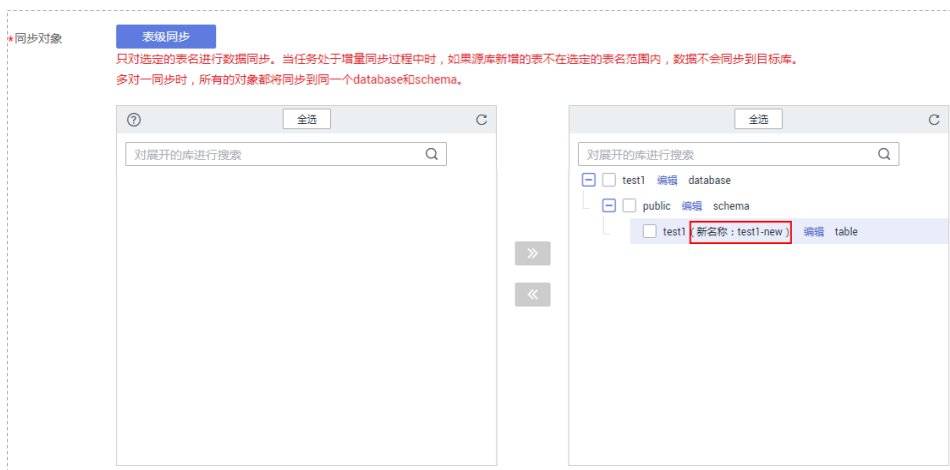 *同步对象
表级同步
只对选定的表名进行数据同步。当任务处于增量同步过程中时，如果源库新增的表不在选定的表名范围内，数据不会同步到目标库。
多对一同步时，所有的对象都将同步到同一个database和schema。
全选
对展开的库进行搜索
全选
对展开的库进行搜索
test1 编辑 database
public 编辑 schema
test1（新名称：test1-new） 编辑 table